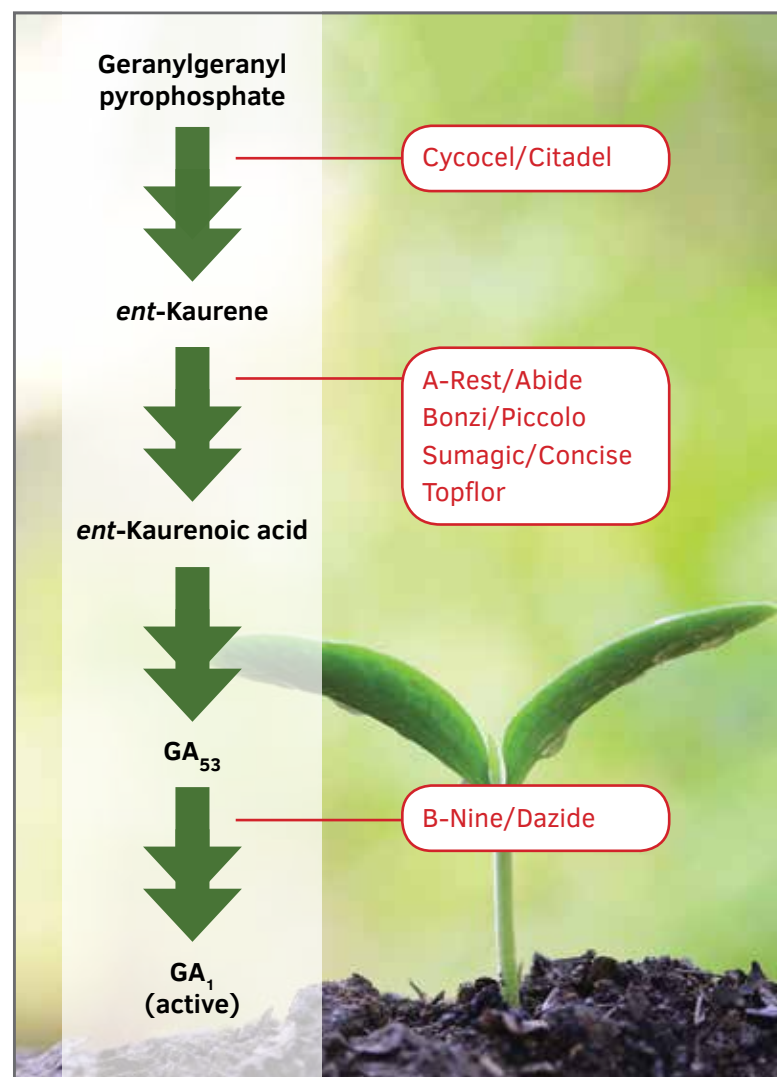 Geranylgeranyl
pyrophosphate
Cycocel/Citadel
ent-Kaurene
A-Rest/Abide
Bonzi/Piccolo
Sumagic/Concise
Topflor
ent-Kaurenoic acid
GA₅₃
B-Nine/Dazide
GA₁
(active)